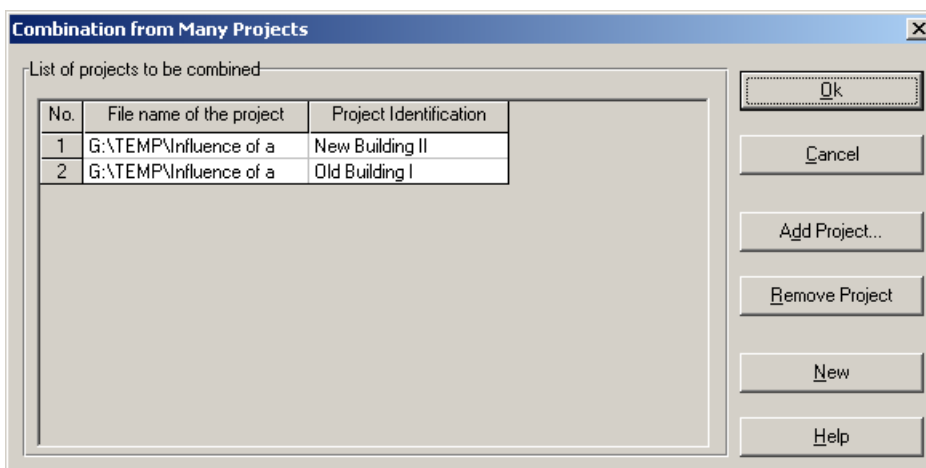 Combination from Many Projects
List of projects to be combined
No. File name of the project Project Identification
1 G:\TEMP\Influence of a New Building II
2 G:\TEMP\Influence of a Old Building I
Ok
Cancel
Add Project...
Remove Project
New
Help